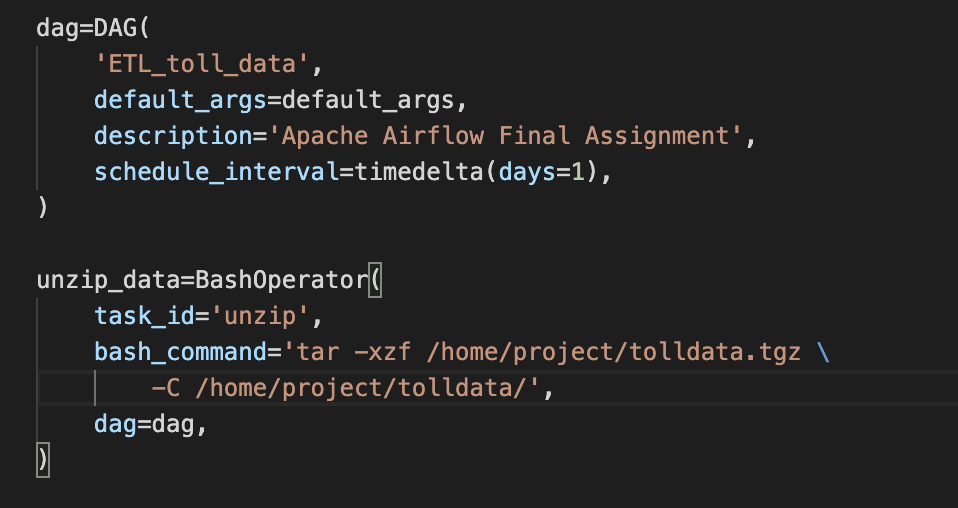 dag=DAG(
    'ETL_toll_data',
    default_args=default_args,
    description='Apache Airflow Final Assignment',
    schedule_interval=timedelta(days=1),
)

unzip_data=BashOperator(
    task_id='unzip',
    bash_command='tar -xzf /home/project/tolldata.tgz \
        -C /home/project/tolldata/',
    dag=dag,
)